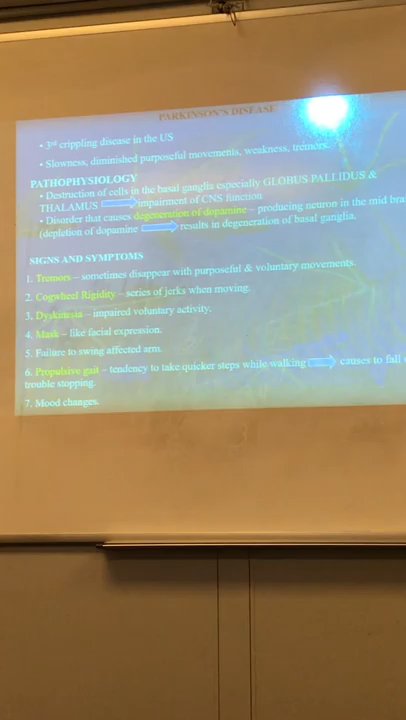 PARKINSON'S DISEASE
• 3rd crippling disease in the US
• Slowness, diminished purposeful movements, weakness, tremors.
PATHOPHYSIOLOGY
• Destruction of cells in the basal ganglia especially GLOBUS PALLIDUS &
THALAMUS impairment of CNS function
• Disorder that causes degeneration of dopamine – producing neuron in the mid
(depletion of dopamine results in degeneration of basal ganglia.
SIGNS AND SYMPTOMS
1. Tremors – sometimes disappear with purposeful & voluntary movements.
2. Cogwheel Rigidity – series of jerks when moving.
3. Dyskinesia – impaired voluntary activity.
4. Mask – like facial expression.
5. Failure to swing affected arm.
6. Propulsive gait – tendency to take quicker steps while walking causes to fall
trouble stopping.
7. Mood changes.